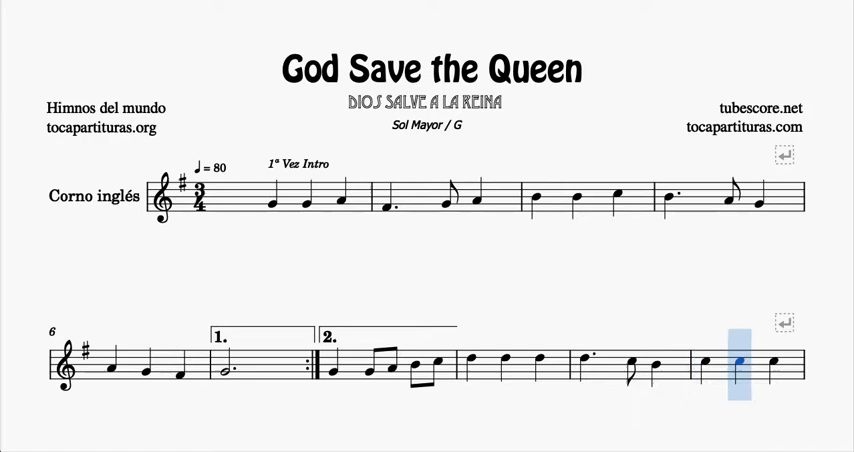 God Save the Queen
DIOS SALVE A LA REINA
Himnos del mundo
tubescore.net
tocapartituras.org
Sol Mayor / G
tocapartituras.com
♩ = 80
1ª Vez Intro
Corno inglés
3
4
6
1.
2.